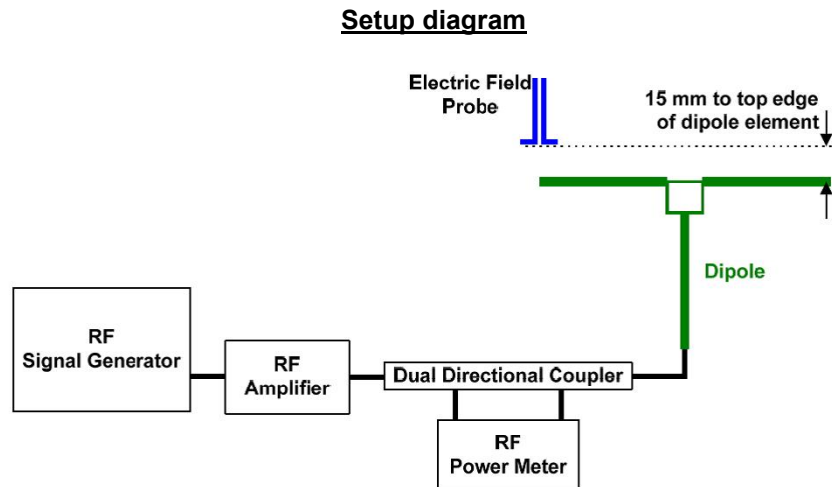 Setup diagram
Electric Field
Probe
15 mm to top edge
of dipole element
Dipole
RF
Signal Generator
RF
Amplifier
Dual Directional Coupler
RF
Power Meter